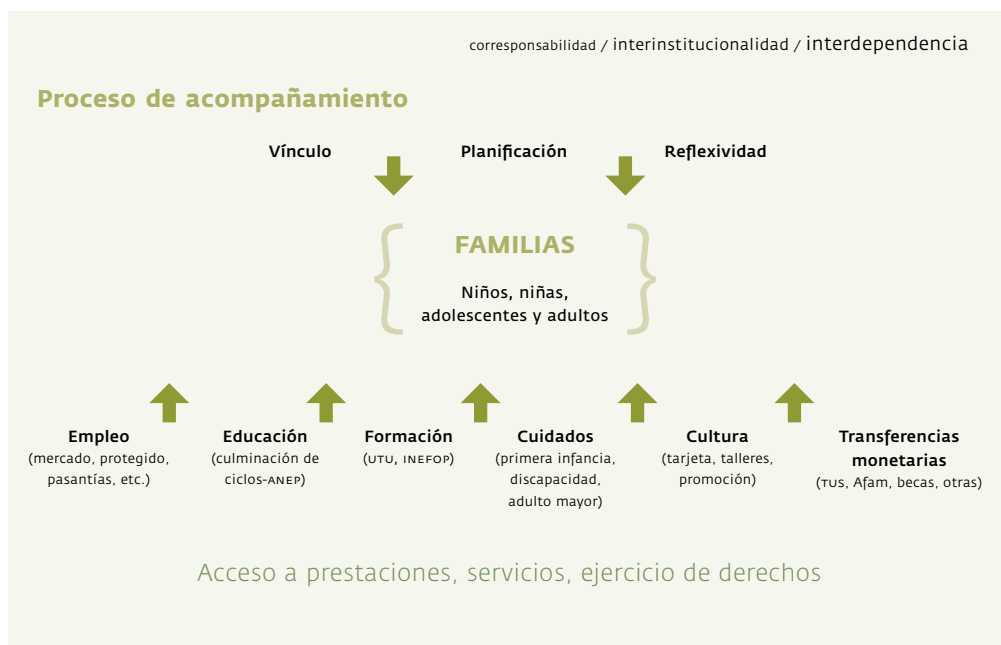 corresponsabilidad / interinstitucionalidad / interdependencia
Proceso de acompañamiento
Vínculo
Planificación
Reflexividad
FAMILIAS
Niños, niñas,
adolescentes y adultos
Empleo
(mercado, protegido,
pasantías, etc.)
Educación
(culminación de
ciclos-ANEP)
Formación
(UTU, INEFOP)
Cuidados
(primera infancia,
discapacidad,
adulto mayor)
Cultura
(tarjeta, talleres,
promoción)
Transferencias
monetarias
(TUS, Afam, becas, otras)
Acceso a prestaciones, servicios, ejercicio de derechos